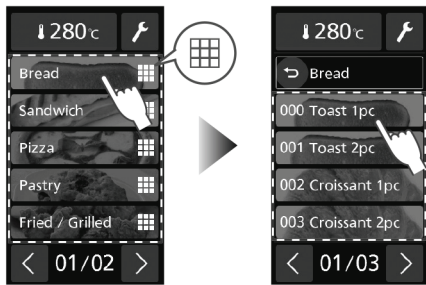 280℃
Bread
Sandwich
Pizza
Pastry
Fried / Grilled
01/02
280℃
Bread
000 Toast 1pc
001 Toast 2pc
002 Croissant 1pc
003 Croissant 2pc
01/03